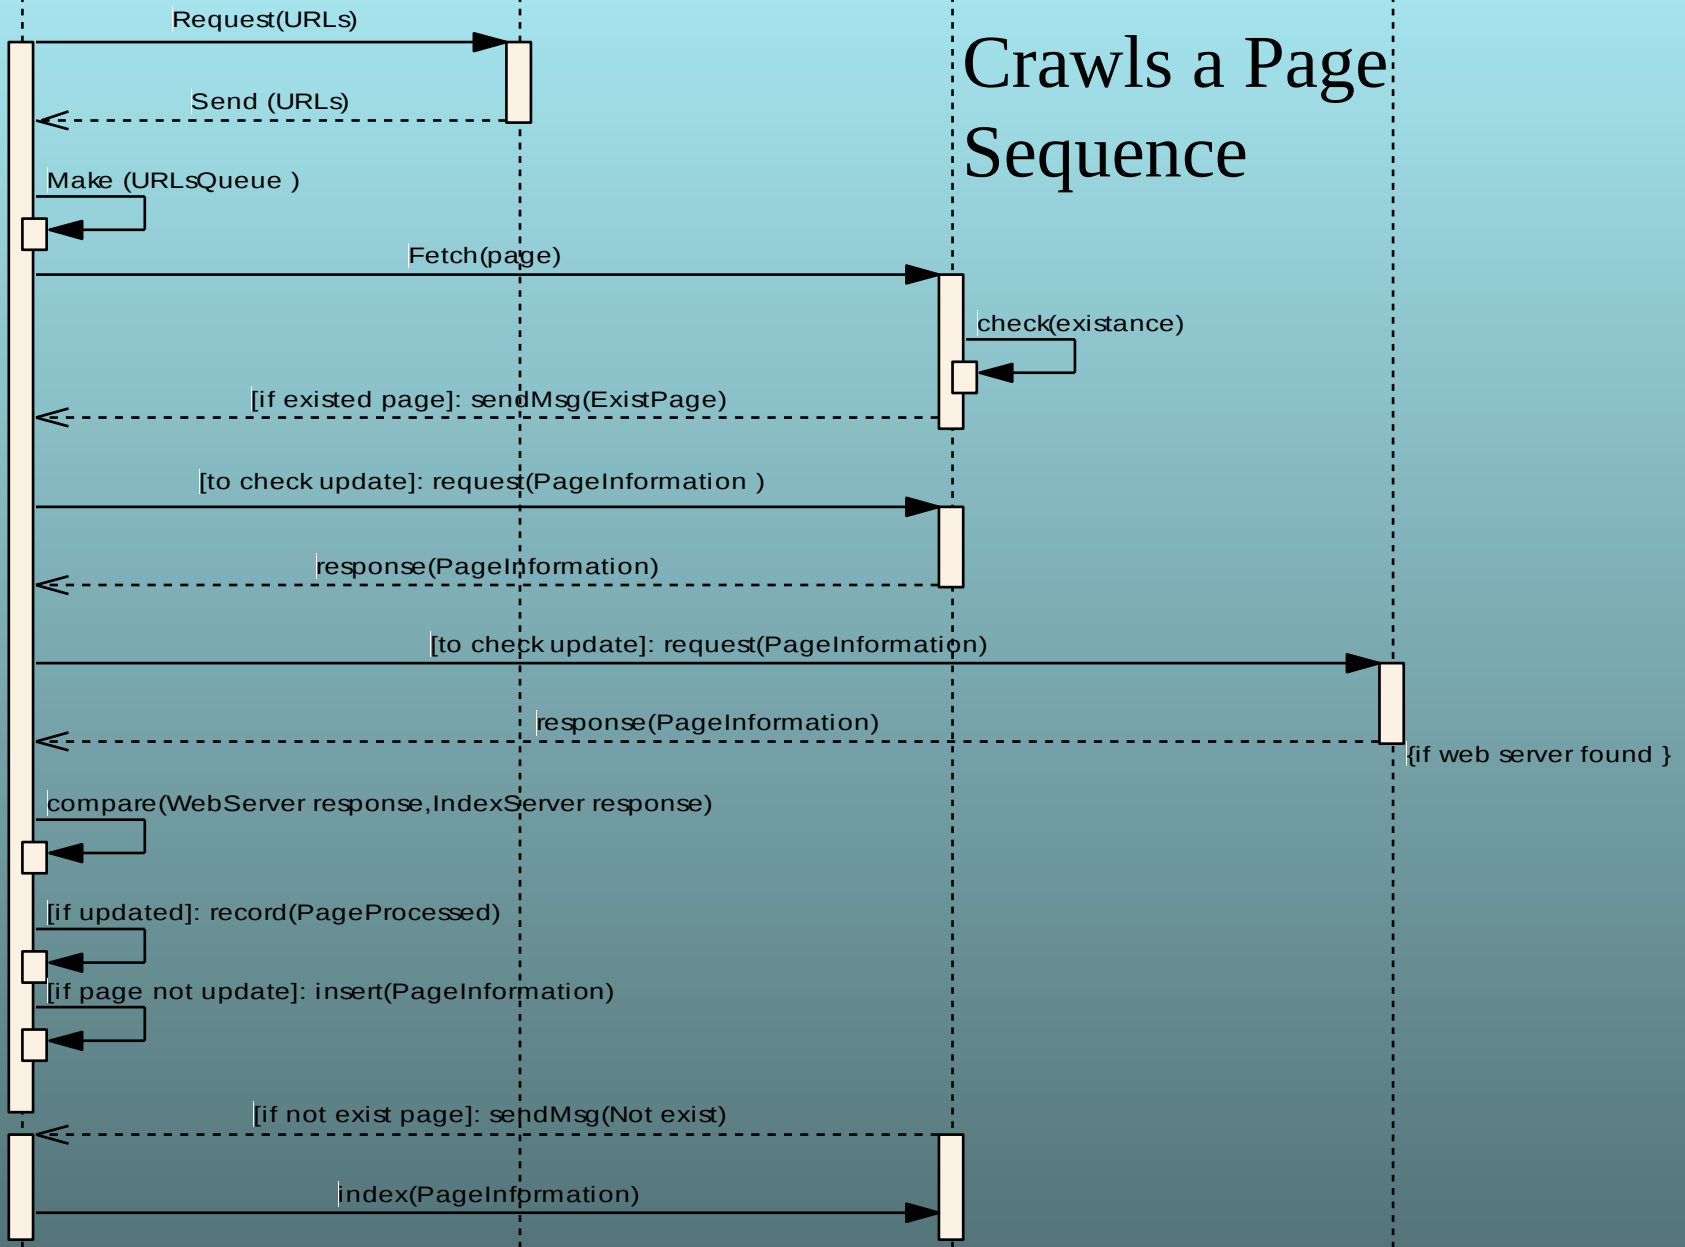 Request(URLs)
Crawls a Page
Sequence
Send (URLs)
Make (URLsQueue )
Fetch(page)
check(existance)
[if existed page]: sendMsg(ExistPage)
[to check update]: request(PageInformation )
response(PageInformation)
[to check update]: request(PageInformation)
response(PageInformation)
{if web server found }
compare(WebServer response,IndexServer response)
[if updated]: record(PageProcessed)
[if page not update]: insert(PageInformation)
[if not exist page]: sendMsg(Not exist)
index(PageInformation)